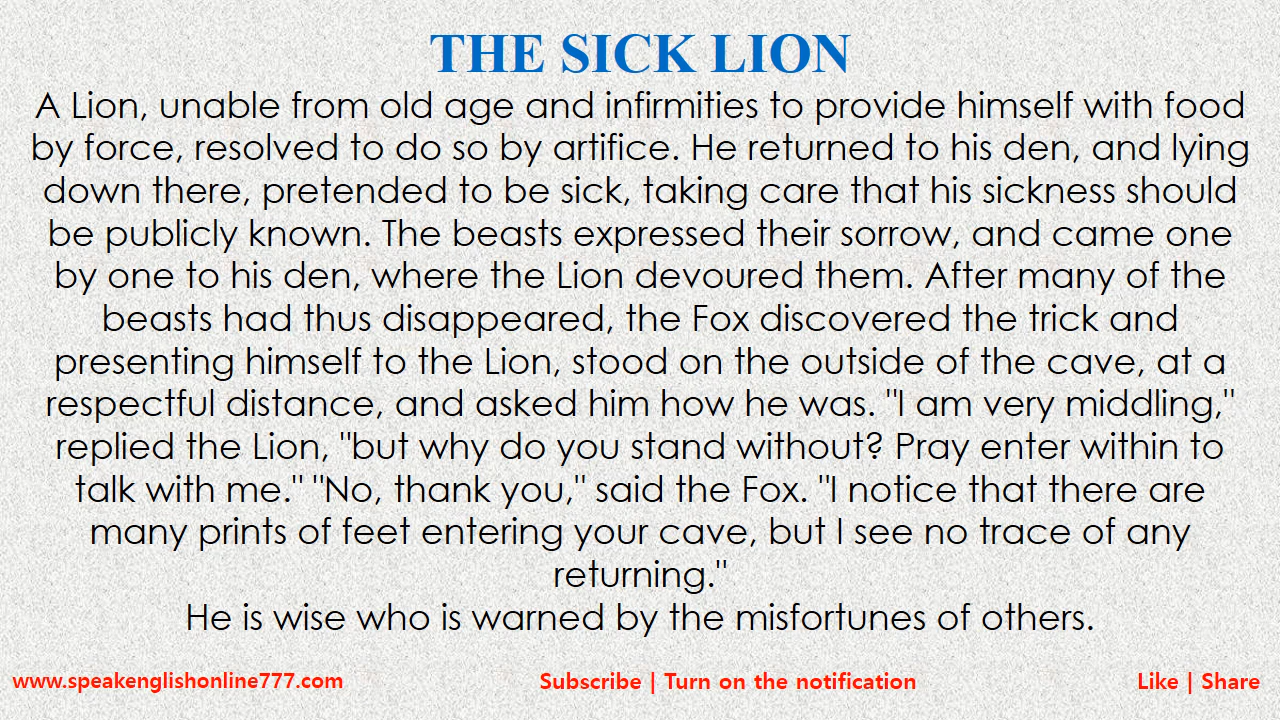 THE SICK LION
A Lion, unable from old age and infirmities to provide himself with food
by force, resolved to do so by artifice. He returned to his den, and lying
down there, pretended to be sick, taking care that his sickness should
be publicly known. The beasts expressed their sorrow, and came one
by one to his den, where the Lion devoured them. After many of the
beasts had thus disappeared, the Fox discovered the trick and
presenting himself to the Lion, stood on the outside of the cave, at a
respectful distance, and asked him how he was. "I am very middling,"
replied the Lion, "but why do you stand without? Pray enter within to
talk with me." "No, thank you," said the Fox. "I notice that there are
many prints of feet entering your cave, but I see no trace of any
returning."
He is wise who is warned by the misfortunes of others.
www.speakenglishonline777.com
Subscribe | Turn on the notification
Like | Share